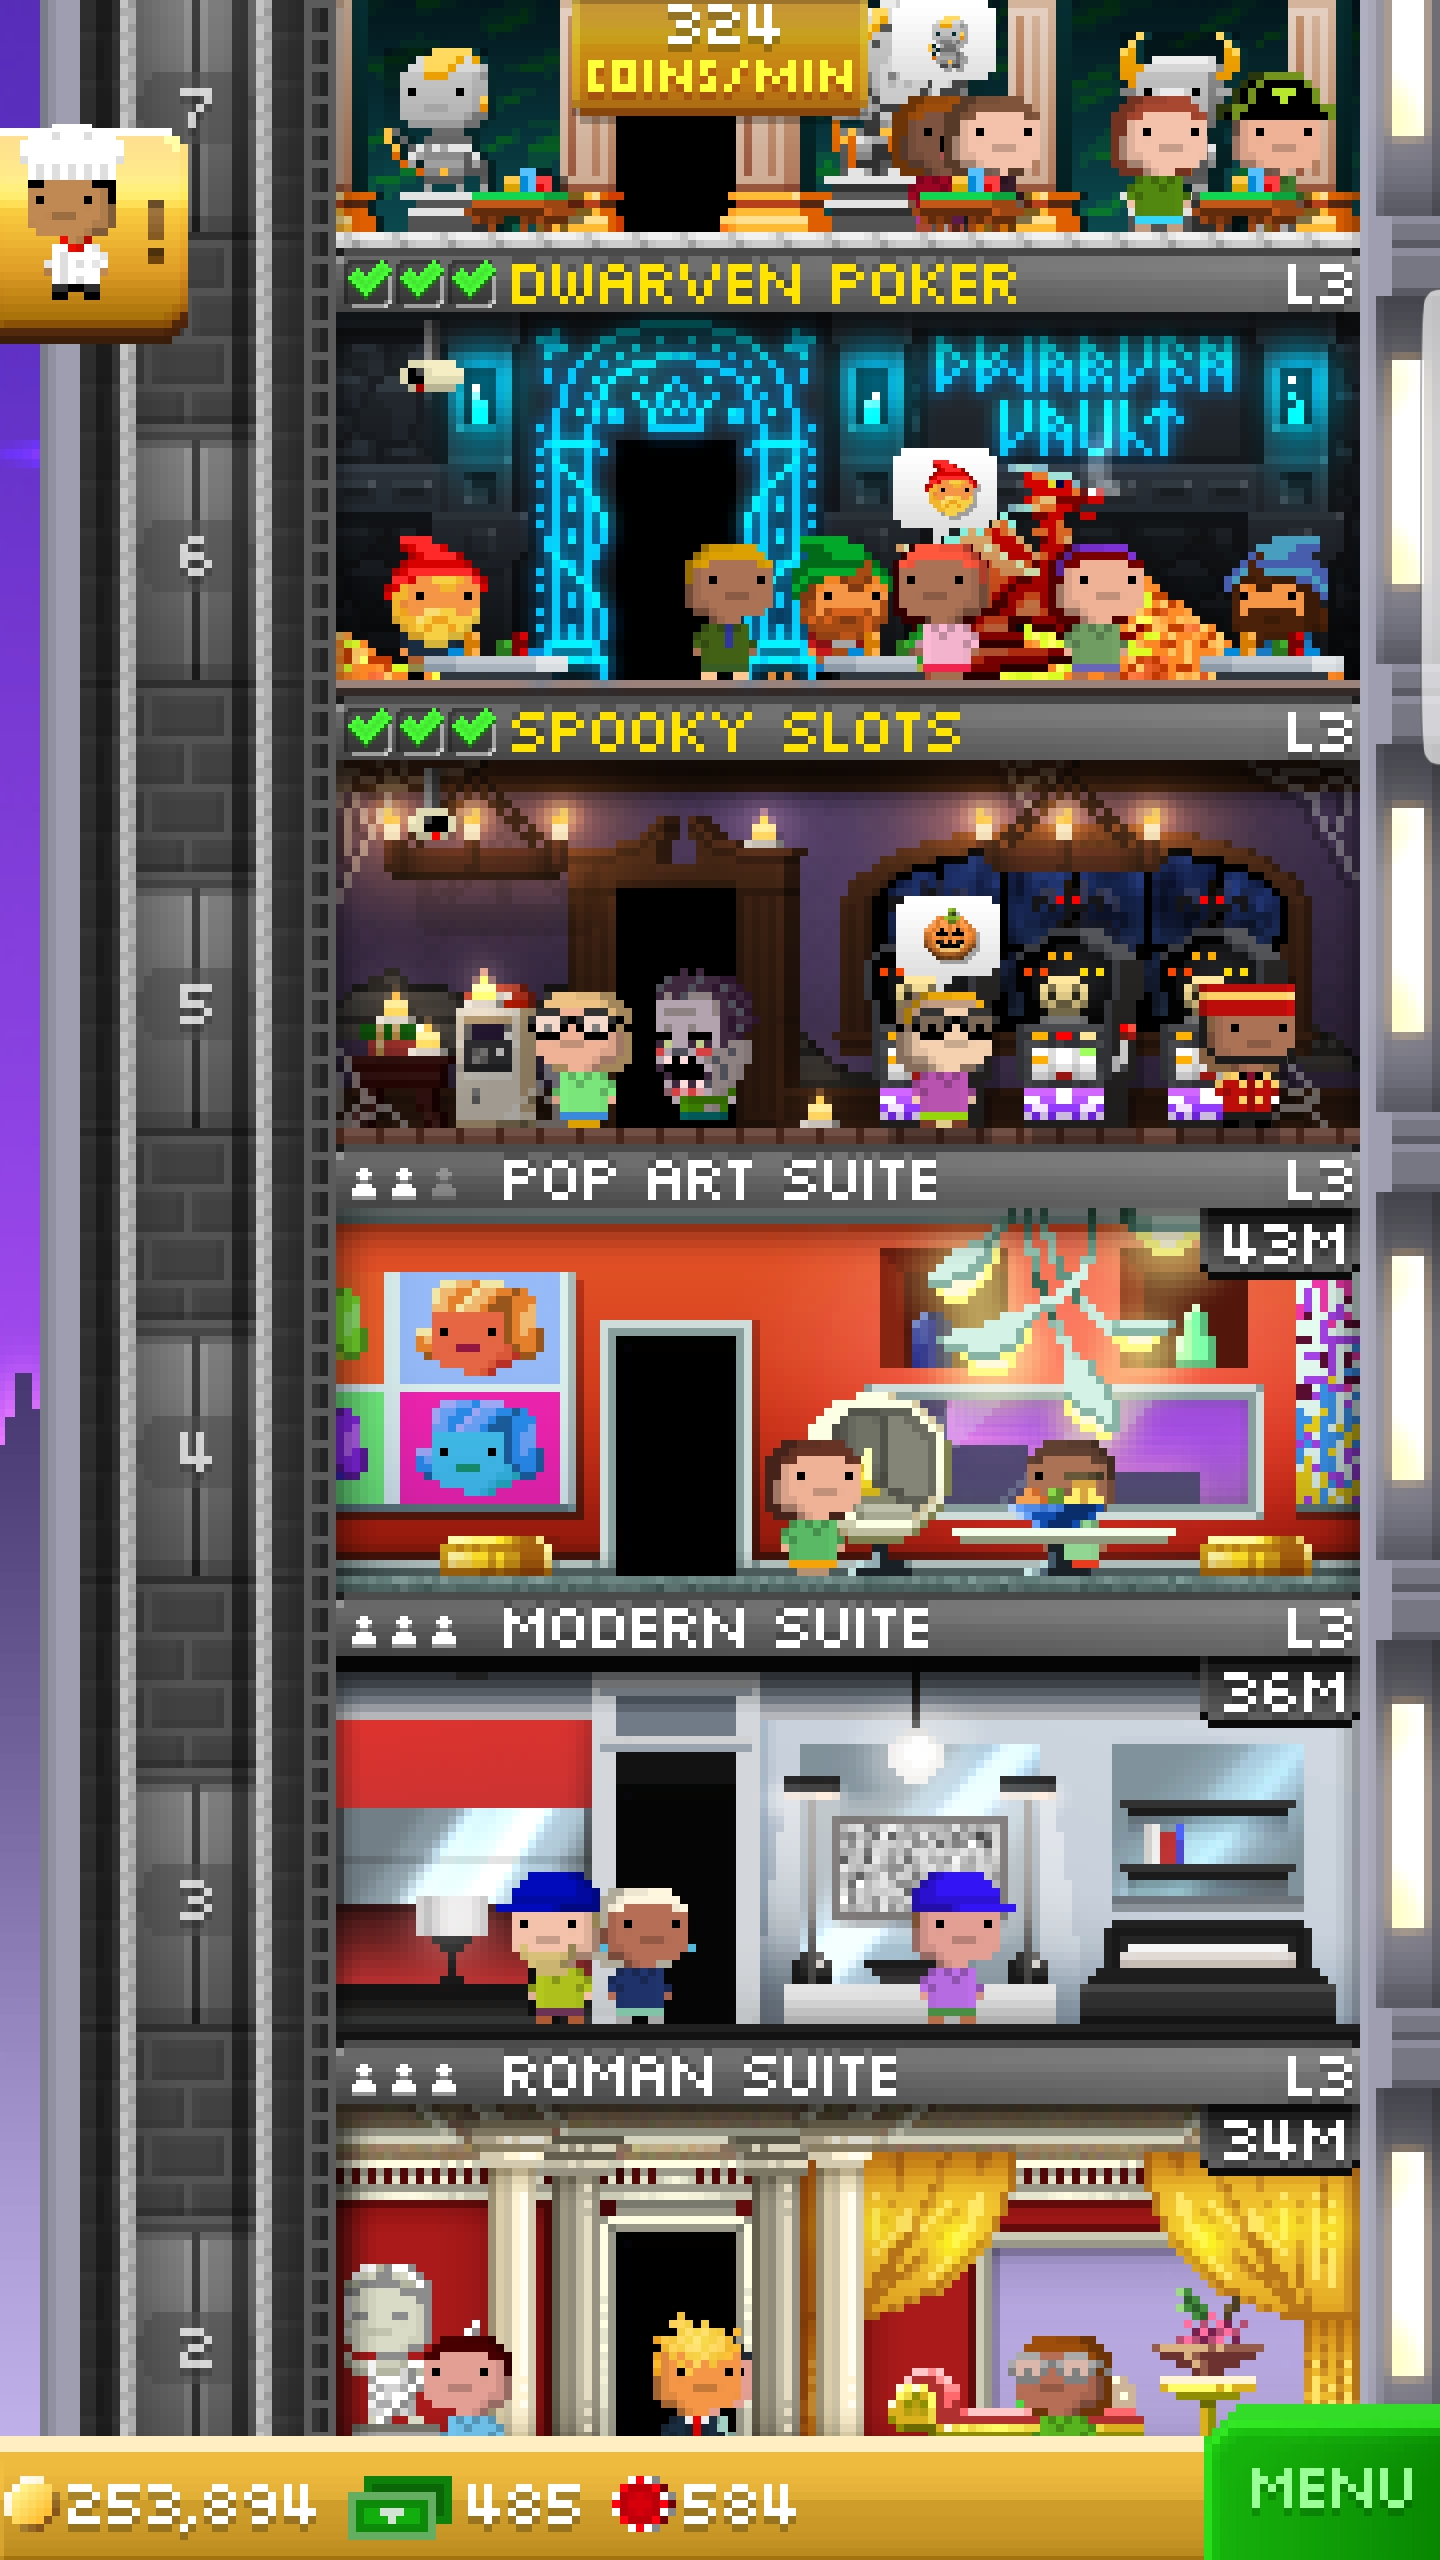 324
COINS/MIN
7
!
DWARVEN POKER L3
DWARVEN
VAULT
6
SPOOKY SLOTS L3
5
POP ART SUITE L3
43M
4
MODERN SUITE L3
36M
3
ROMAN SUITE L3
34M
2
253,894 485 584
MENU